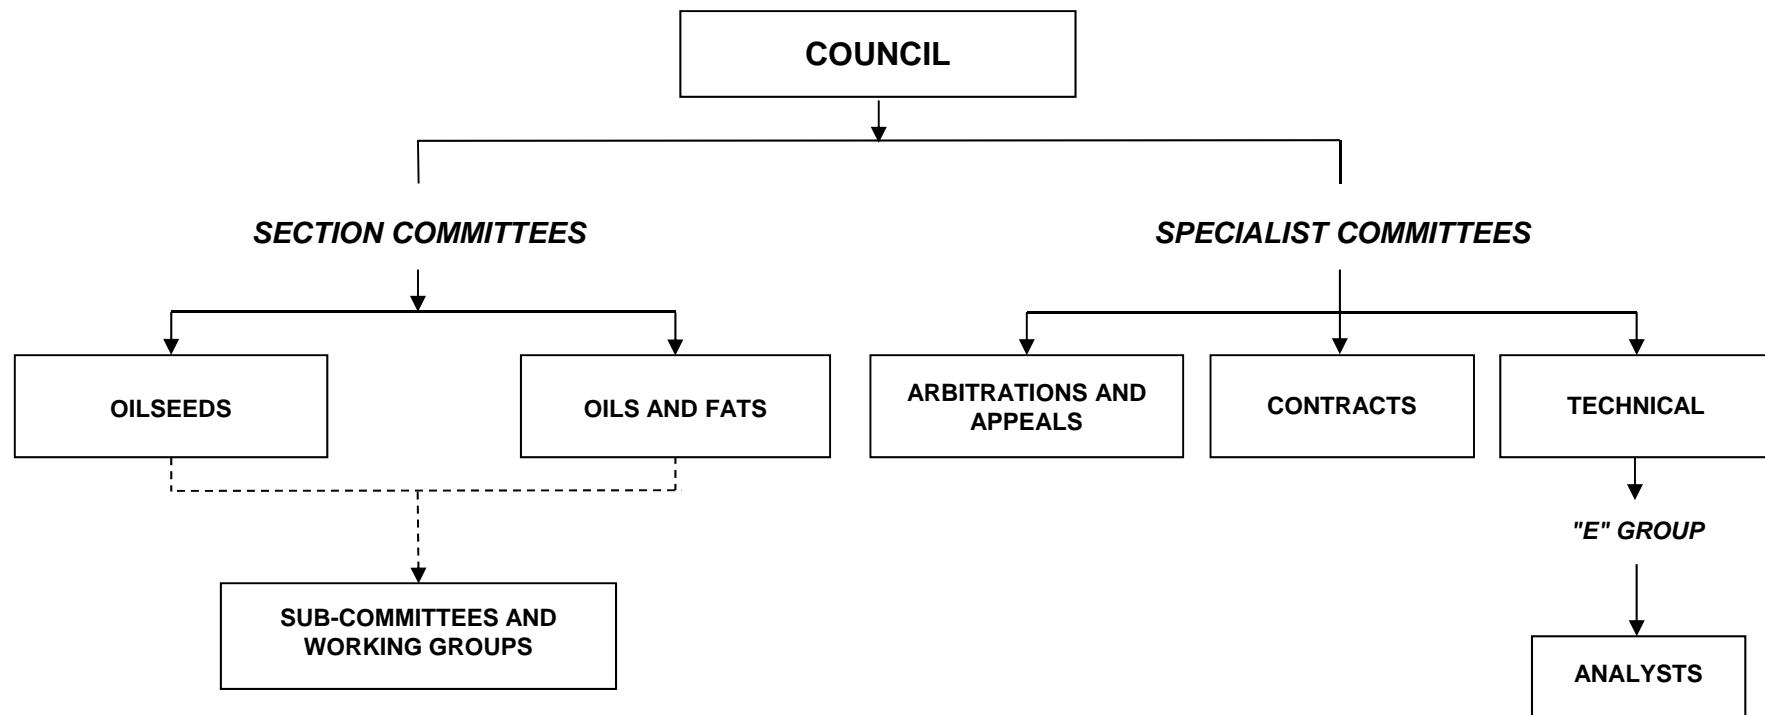 COUNCIL
SECTION COMMITTEES
SPECIALIST COMMITTEES
OILSEEDS
OILS AND FATS
ARBITRATIONS AND
APPEALS
CONTRACTS
TECHNICAL
"E" GROUP
SUB-COMMITTEES AND
WORKING GROUPS
ANALYSTS